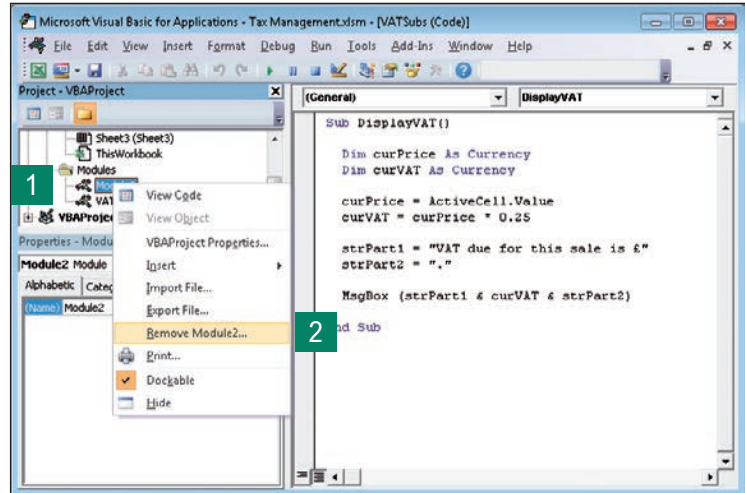 Microsoft Visual Basic for Applications - Tax Management.xlsm - [VATSubs (Code)]
File Edit View Insert Format Debug Run Tools Add-Ins Window Help
Project - VBAProject
Sheet3 (Sheet3)
ThisWorkbook
Modules
VAT
VBAProje
1
View Code
View Object
VBAProject Properties...
Insert
Import File...
Export File...
Remove Module2...
Print...
Dockable
Hide
Properties - Modu
Module2 Module
Alphabetic Categ
(Name) Module2
2
(General) DisplayVAT
Sub DisplayVAT()
Dim curPrice As Currency
Dim curVAT As Currency
curPrice = ActiveCell.Value
curVAT = curPrice * 0.25
strPart1 = "VAT due for this sale is £"
strPart2 = "."
MsgBox (strPart1 & curVAT & strPart2)
nd Sub